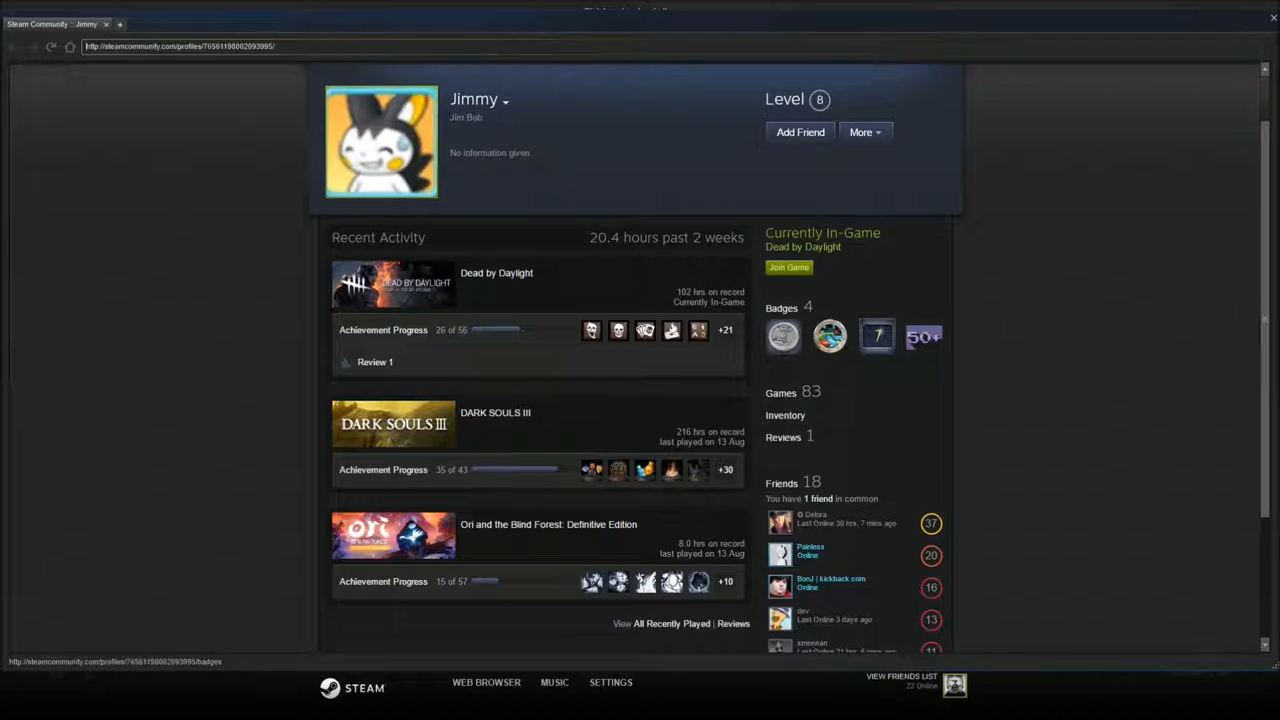 Steam Community :: Jimmy
http://steamcommunity.com/profiles/76561198002093995/
Jimmy
Jim Bob
No information given.
Level 8
Add Friend
More
Recent Activity
20.4 hours past 2 weeks
DEAD BY DAYLIGHT
Dead by Daylight
102 hrs on record
Currently In-Game
Achievement Progress 26 of 56
+21
Review 1
DARK SOULS III
DARK SOULS III
216 hrs on record
last played on 13 Aug
Achievement Progress 35 of 43
+30
ori
Ori and the Blind Forest: Definitive Edition
8.0 hrs on record
last played on 13 Aug
Achievement Progress 15 of 57
+10
View All Recently Played | Reviews
Currently In-Game
Dead by Daylight
Join Game
Badges 4
50+
Games 83
Inventory
Reviews 1
Friends 18
You have 1 friend in common
Delora
Last Online 30 hrs, 7 mins ago
37
Painless
Online
20
BonJ | kickback.com
Online
16
dev
Last Online 3 days ago
13
http://steamcommunity.com/profiles/76561198002093995/badges
STEAM
WEB BROWSER
MUSIC
SETTINGS
VIEW FRIENDS LIST
22 Online